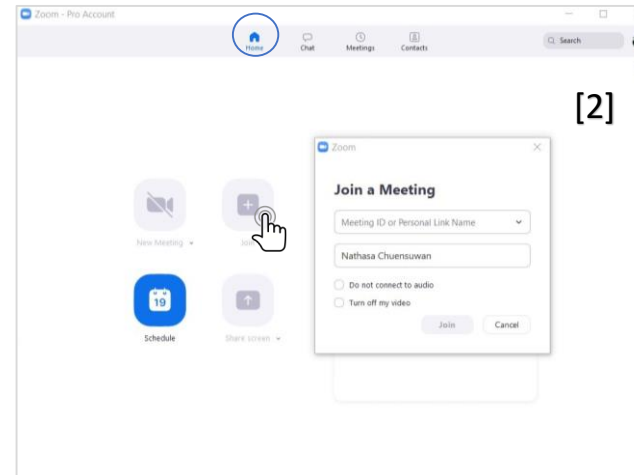 Zoom - Pro Account
Home Chat Meetings Contacts
Search
[2]
Zoom
Join a Meeting
Meeting ID or Personal Link Name
New Meeting
Nathasa Chuensuwan
Do not connect to audio
19
Turn off my video
Join Cancel
Schedule
Share screen